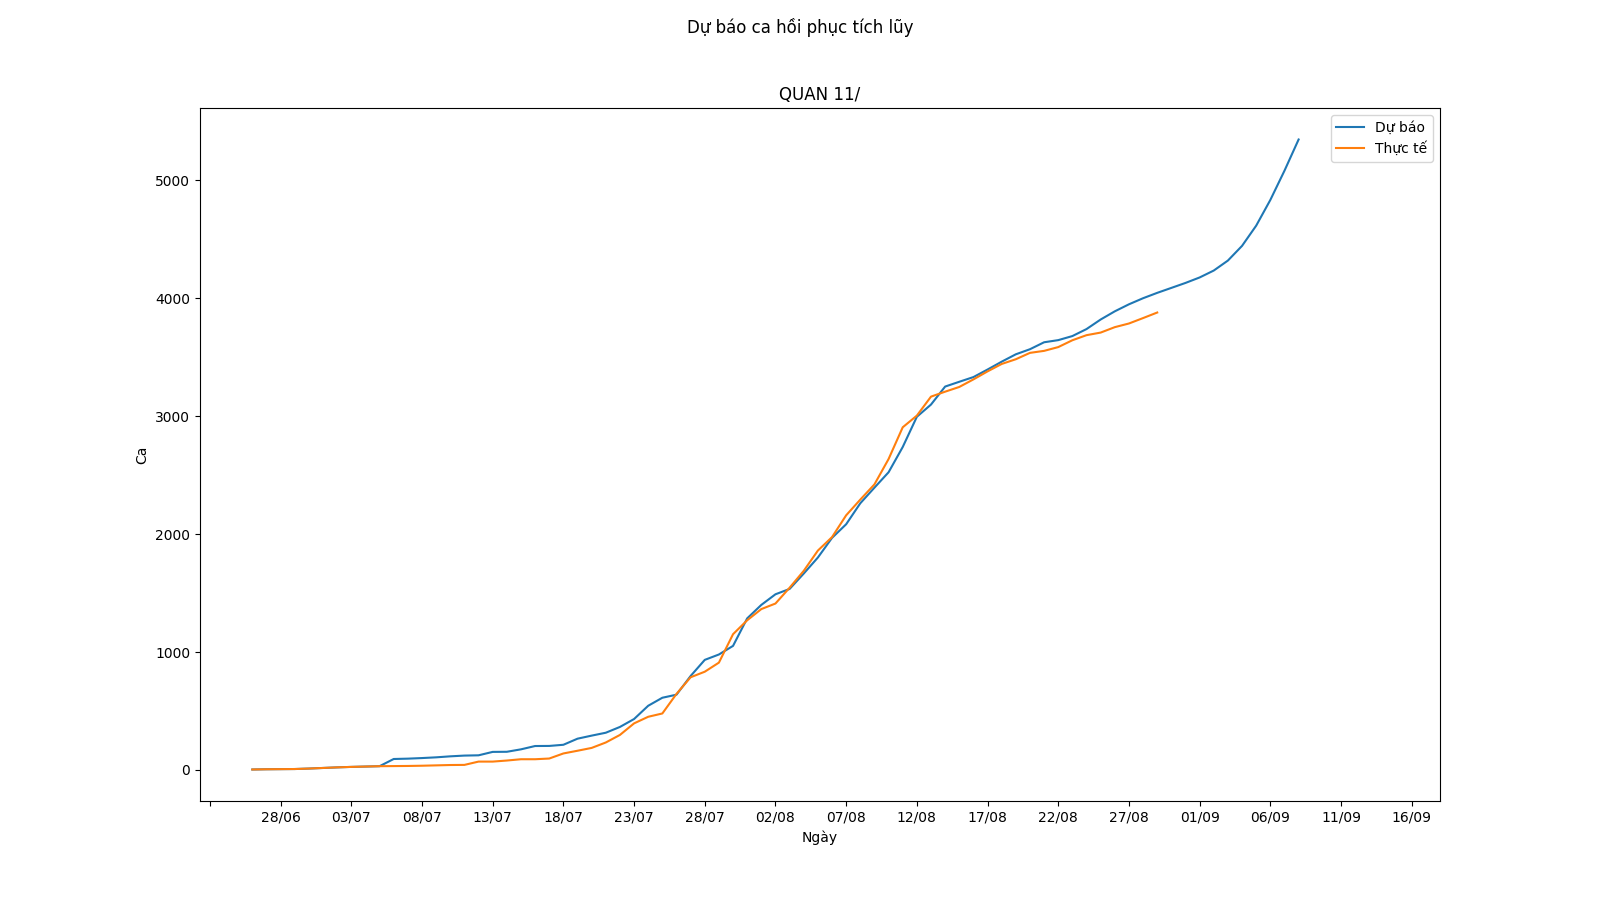 Dự báo ca hồi phục tích lũy
QUAN 11/
Dự báo
Thực tế
5000
4000
3000
2000
1000
0
Ca
28/06 03/07 08/07 13/07 18/07 23/07 28/07 02/08 07/08 12/08 17/08 22/08 27/08 01/09 06/09 11/09 16/09
Ngày